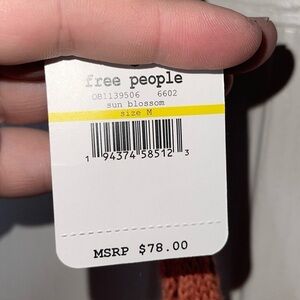 free people
OB1139506 6602
sun blossom
size M
1 94374 58512 3
MSRP $78.00